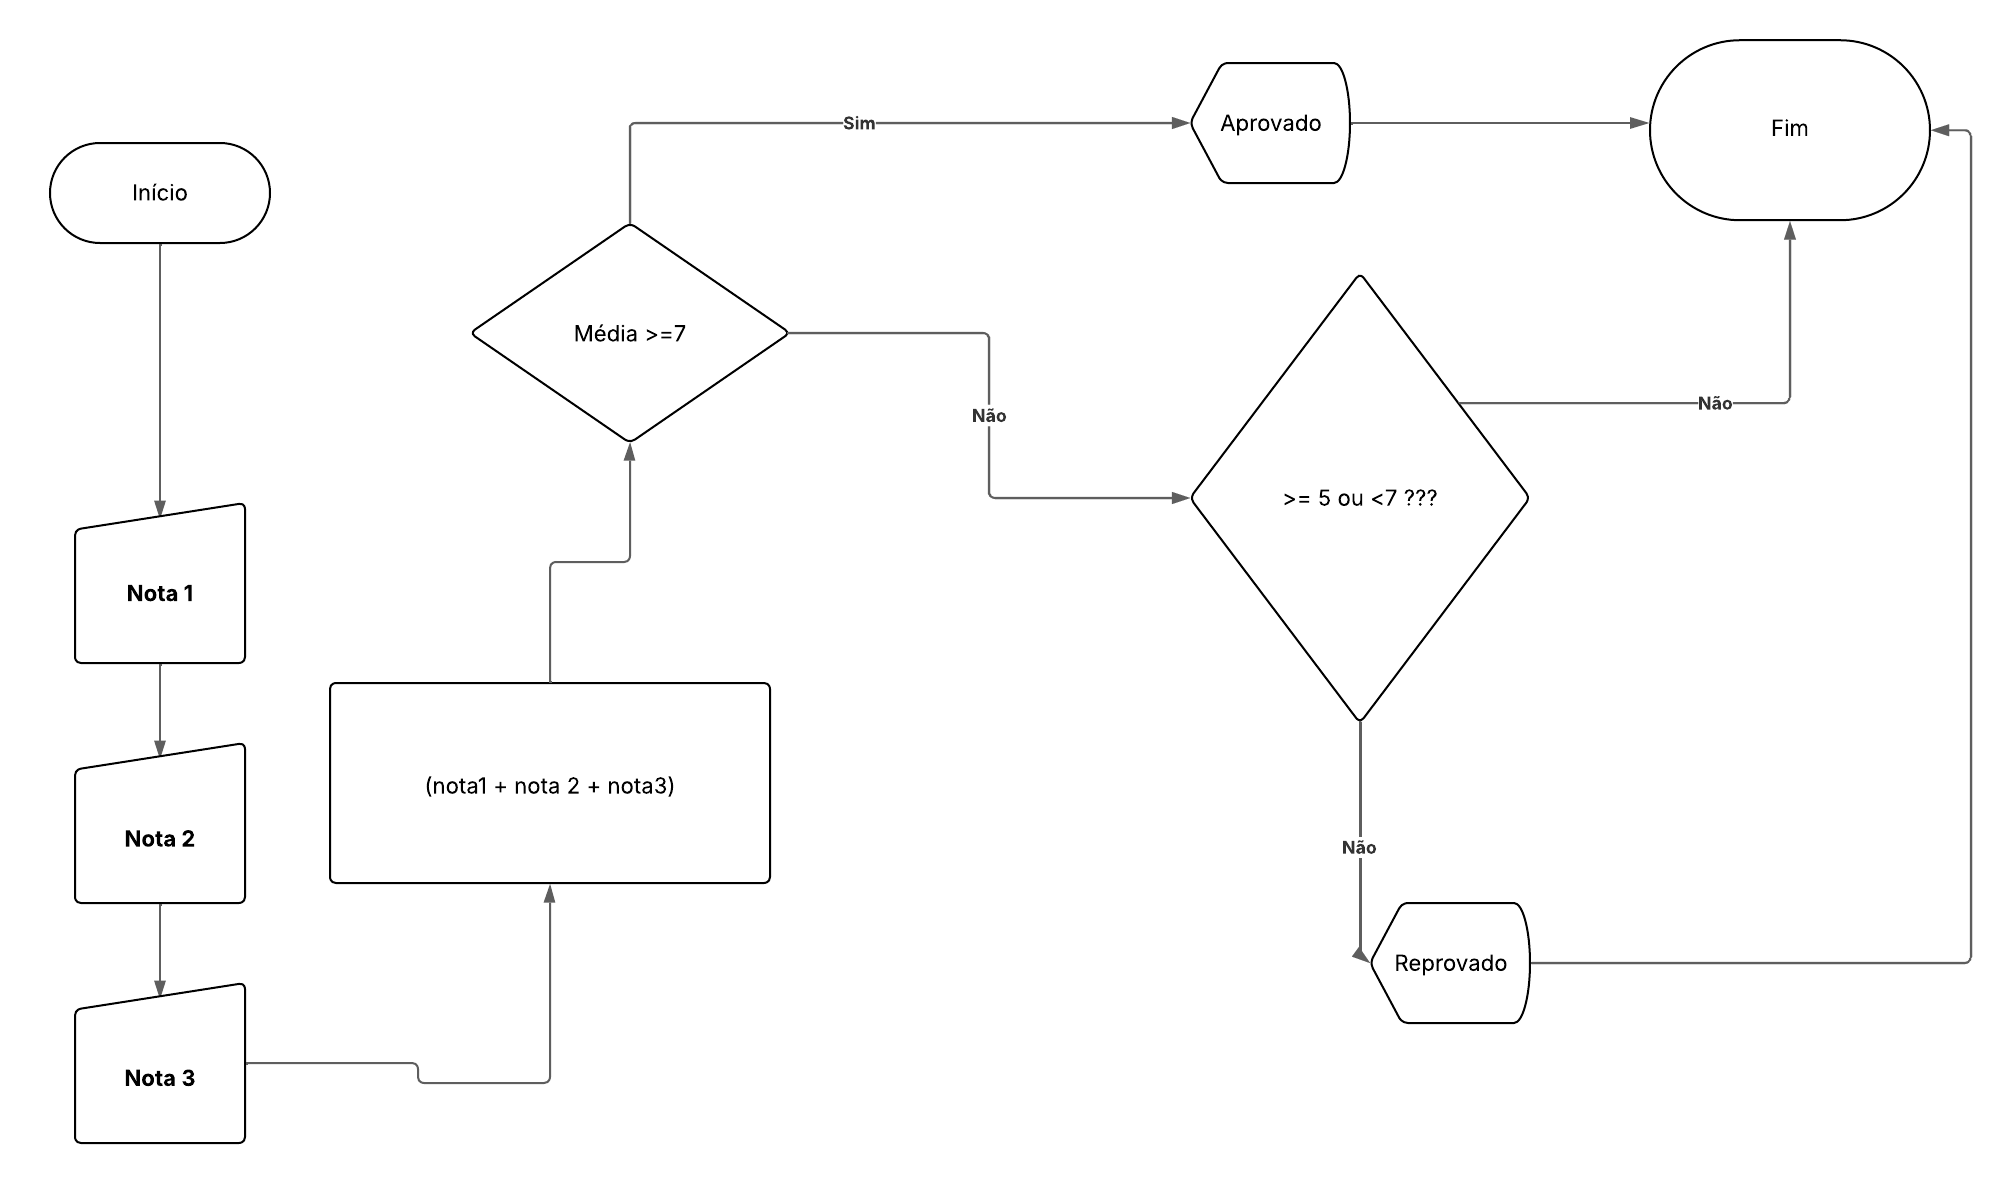 Início
Nota 1
Nota 2
Nota 3
(nota1 + nota 2 + nota3)
Média >=7
Sim
Aprovado
Fim
Não
>= 5 ou <7 ???
Não
Não
Reprovado